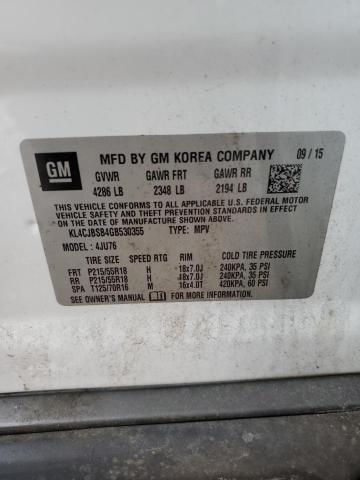 GM
MFD BY GM KOREA COMPANY 09/15
GVWR GAWR FRT GAWR RR
4286 LB 2348 LB 2194 LB
THIS VEHICLE CONFORMS TO ALL APPLICABLE U.S. FEDERAL MOTOR
VEHICLE SAFETY, BUMPER, AND THEFT PREVENTION STANDARDS IN
EFFECT ON THE DATE OF MANUFACTURE SHOWN ABOVE.
KL4CJBSB4GB530355 TYPE: MPV
MODEL: 4JU76
TIRE SIZE SPEED RTG RIM COLD TIRE PRESSURE
FRT P215/55R18 H 18x7.0J 240KPA, 35 PSI
RR P215/55R18 H 18x7.0J 240KPA, 35 PSI
SPA T125/70R16 M 16x4.0T 420KPA, 60 PSI
SEE OWNER'S MANUAL FOR ADDITIONAL INFORMATION